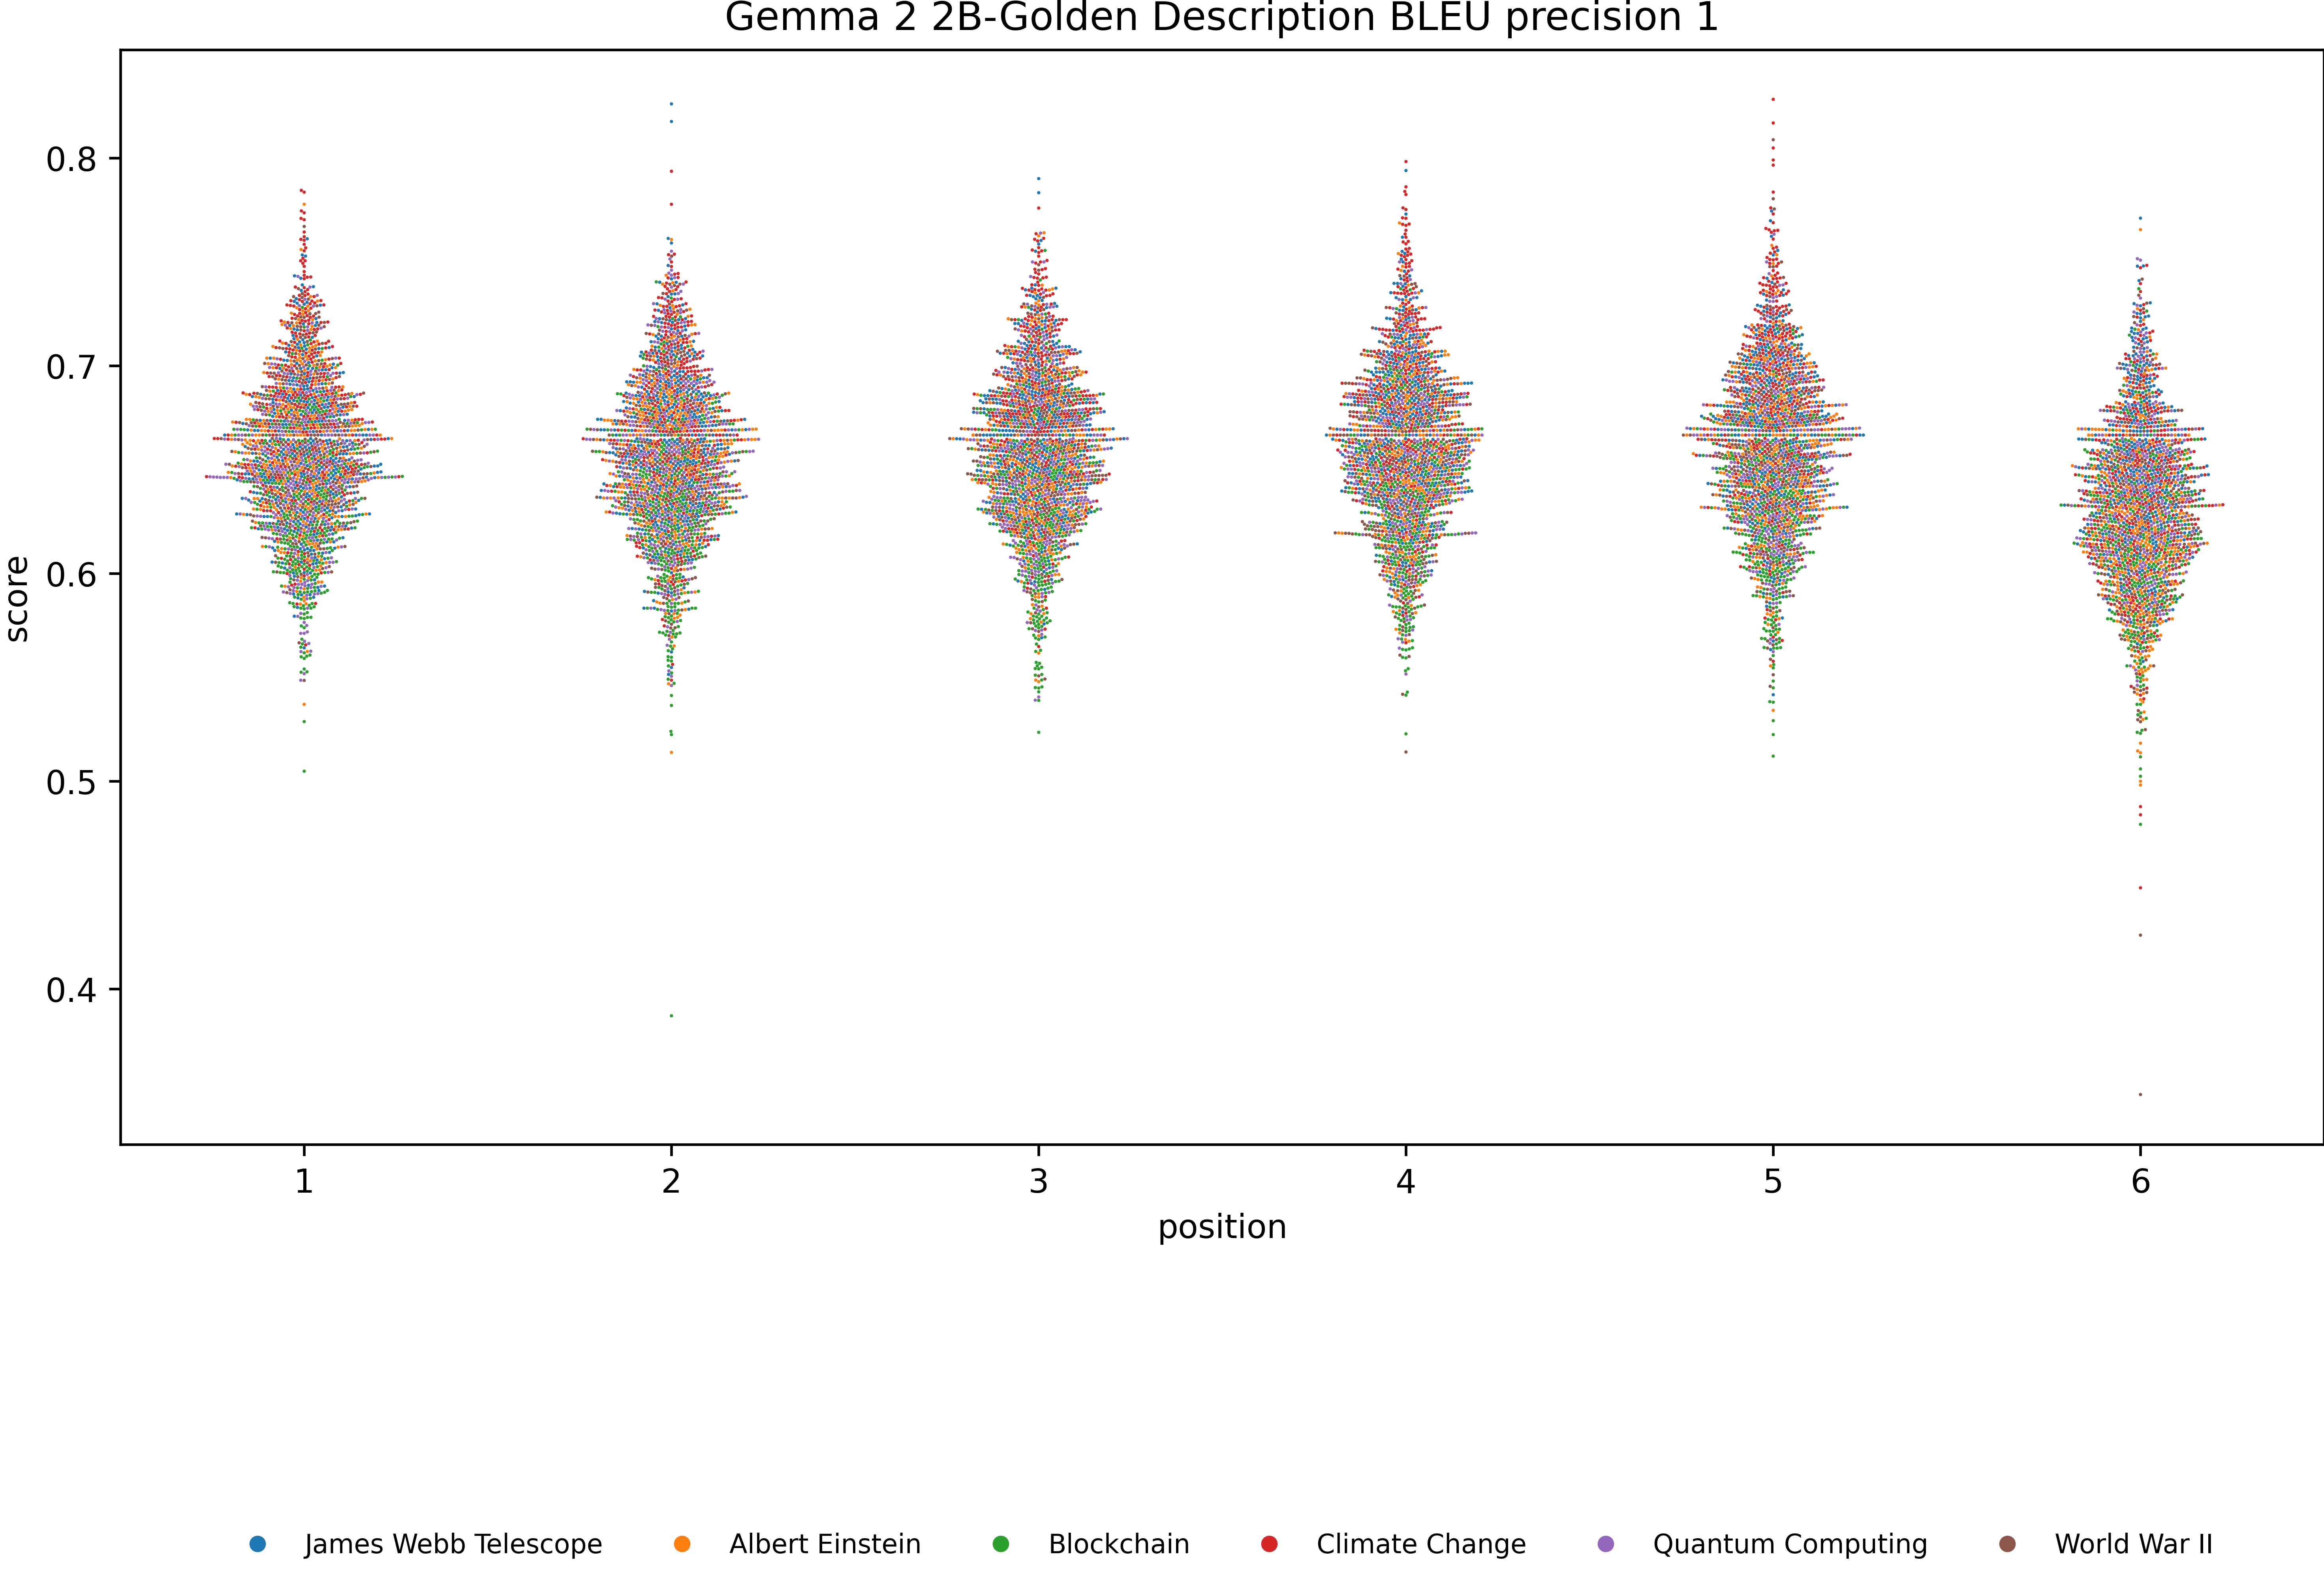 Gemma 2 2B-Golden Description BLEU precision 1
score
0.8
0.7
0.6
0.5
0.4
1 2 3 4 5 6
position
James Webb Telescope Albert Einstein Blockchain Climate Change Quantum Computing World War II